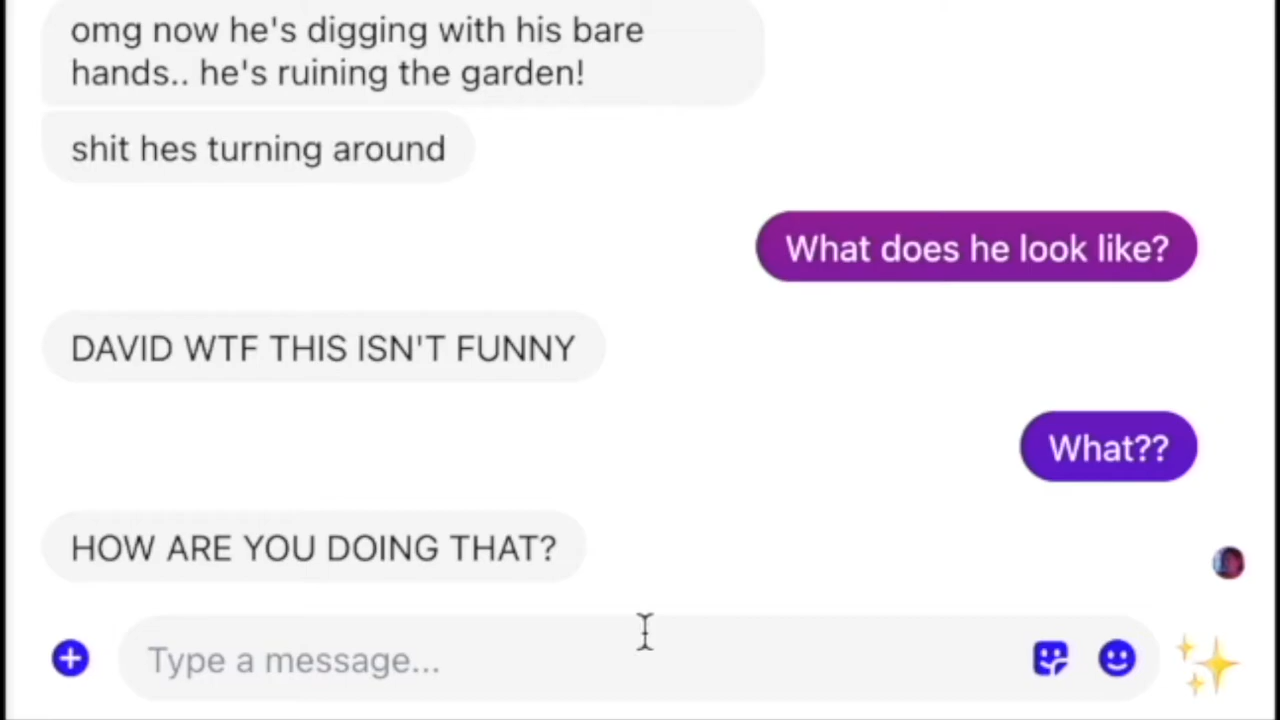 omg now he's digging with his bare
hands.. he's ruining the garden!
shit hes turning around
What does he look like?
DAVID WTF THIS ISN'T FUNNY
What??
HOW ARE YOU DOING THAT?
Type a message...